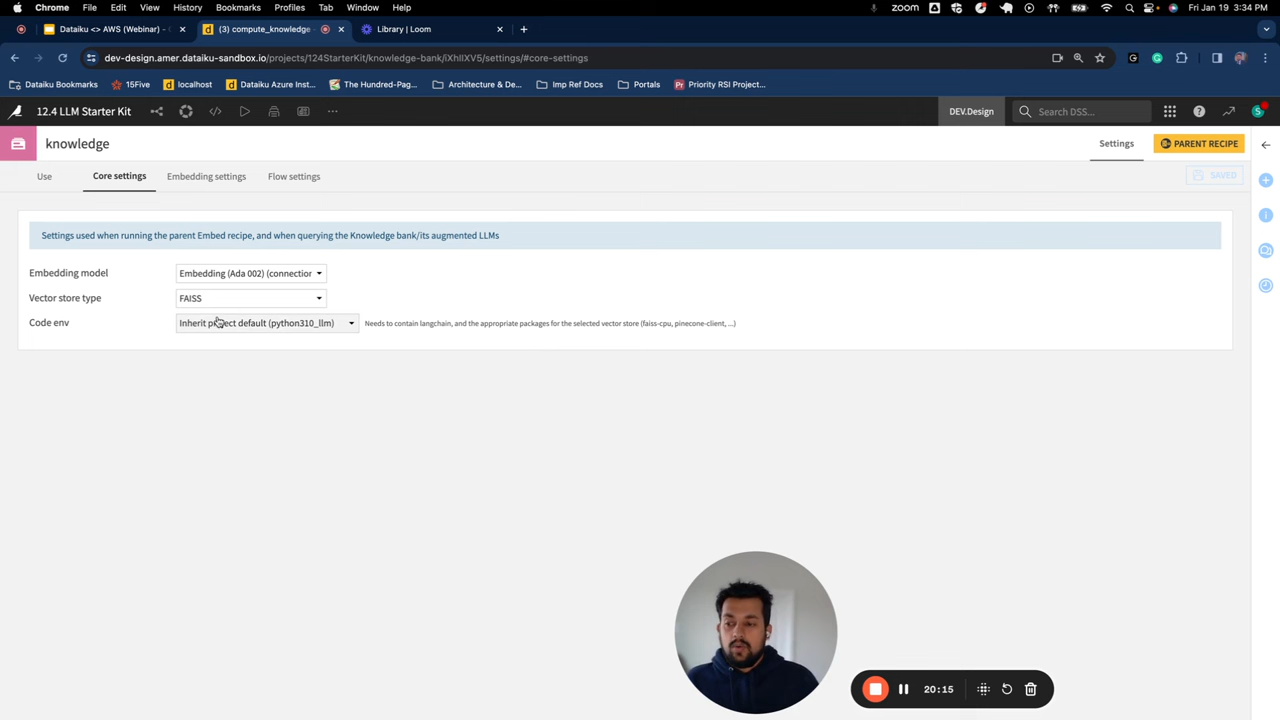 Chrome File Edit View History Bookmarks Profiles Tab Window Help zoom Fri Jan 19 3:34 PM
Dataiku <> AWS (Webinar) - (3) compute_knowledge Library | Loom
dev-design.amer.dataiku-sandbox.io/projects/124StarterKit/knowledge-bank/iXhIIXV5/settings/#core-settings
Dataiku Bookmarks 15Five localhost Dataiku Azure Inst... The Hundred-Pag... Architecture & De... Imp Ref Docs Portals Priority RSI Project...
12.4 LLM Starter Kit DEV.Design Search DSS...
knowledge Settings PARENT RECIPE
Use Core settings Embedding settings Flow settings SAVED
Settings used when running the parent Embed recipe, and when querying the Knowledge bank/its augmented LLMs
Embedding model Embedding (Ada 002) (connection
Vector store type FAISS
Code env Inherit project default (python310_llm) Needs to contain langchain, and the appropriate packages for the selected vector store (faiss-cpu, pinecone-client, ...)
20:15